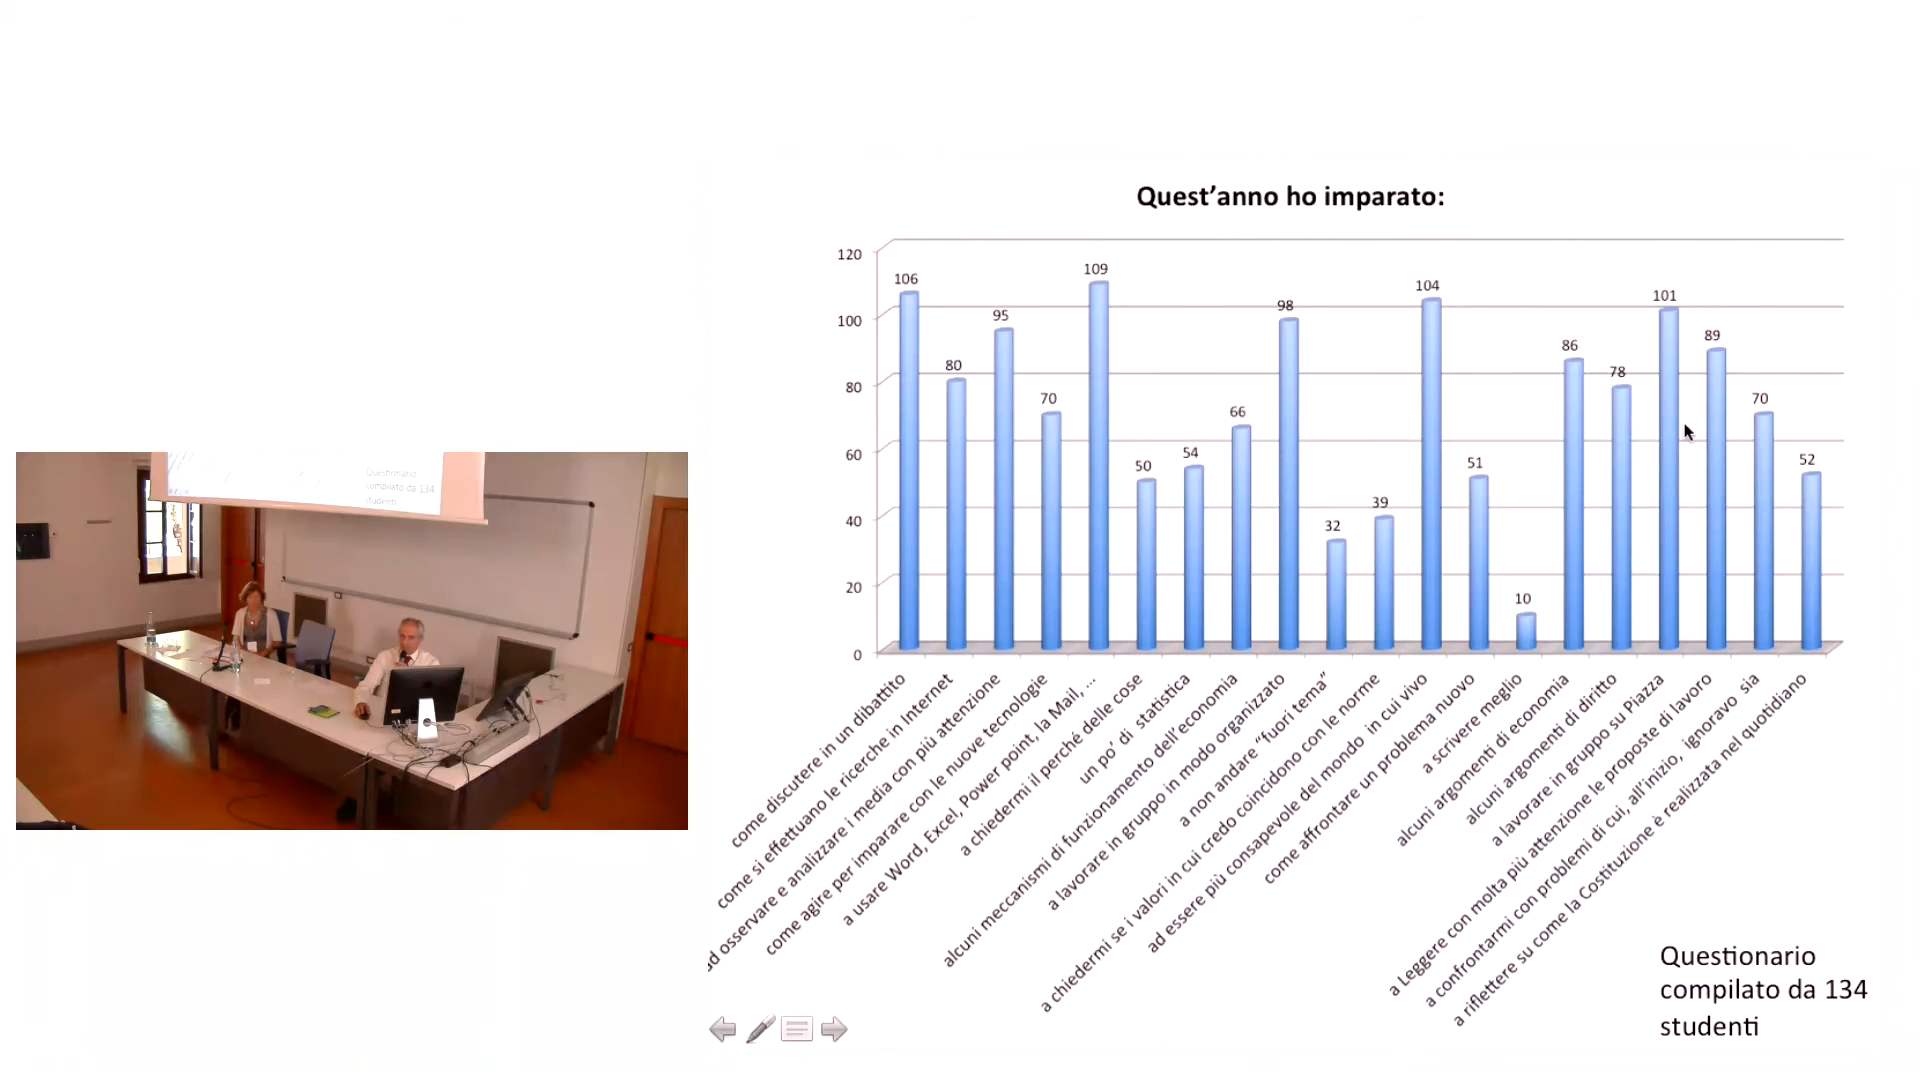 Quest’anno ho imparato:
120
100
80
60
40
20
0
106
80
95
70
109
50
54
66
98
32
39
104
51
10
86
78
101
89
70
52
come discutere in un dibattito
come si effettuano le ricerche in Internet
ad osservare e analizzare i media con più attenzione
come agire per imparare con le nuove tecnologie
a usare Word, Excel, Power point, la Mail, ...
a chiedermi il perché delle cose
un po’ di statistica
alcuni meccanismi di funzionamento dell’economia
a lavorare in gruppo in modo organizzato
a non andare “fuori tema”
a chiedermi se i valori in cui credo coincidono con le norme
ad essere più consapevole del mondo in cui vivo
come affrontare un problema nuovo
a scrivere meglio
alcuni argomenti di economia
alcuni argomenti di diritto
a lavorare in gruppo su Piazza
a Leggere con molta più attenzione le proposte di lavoro
a confrontarmi con problemi di cui, all’inizio, ignoravo sia
a riflettere su come la Costituzione è realizzata nel quotidiano
Questionario
compilato da 134
studenti
Questionario
compilato da 134
studenti